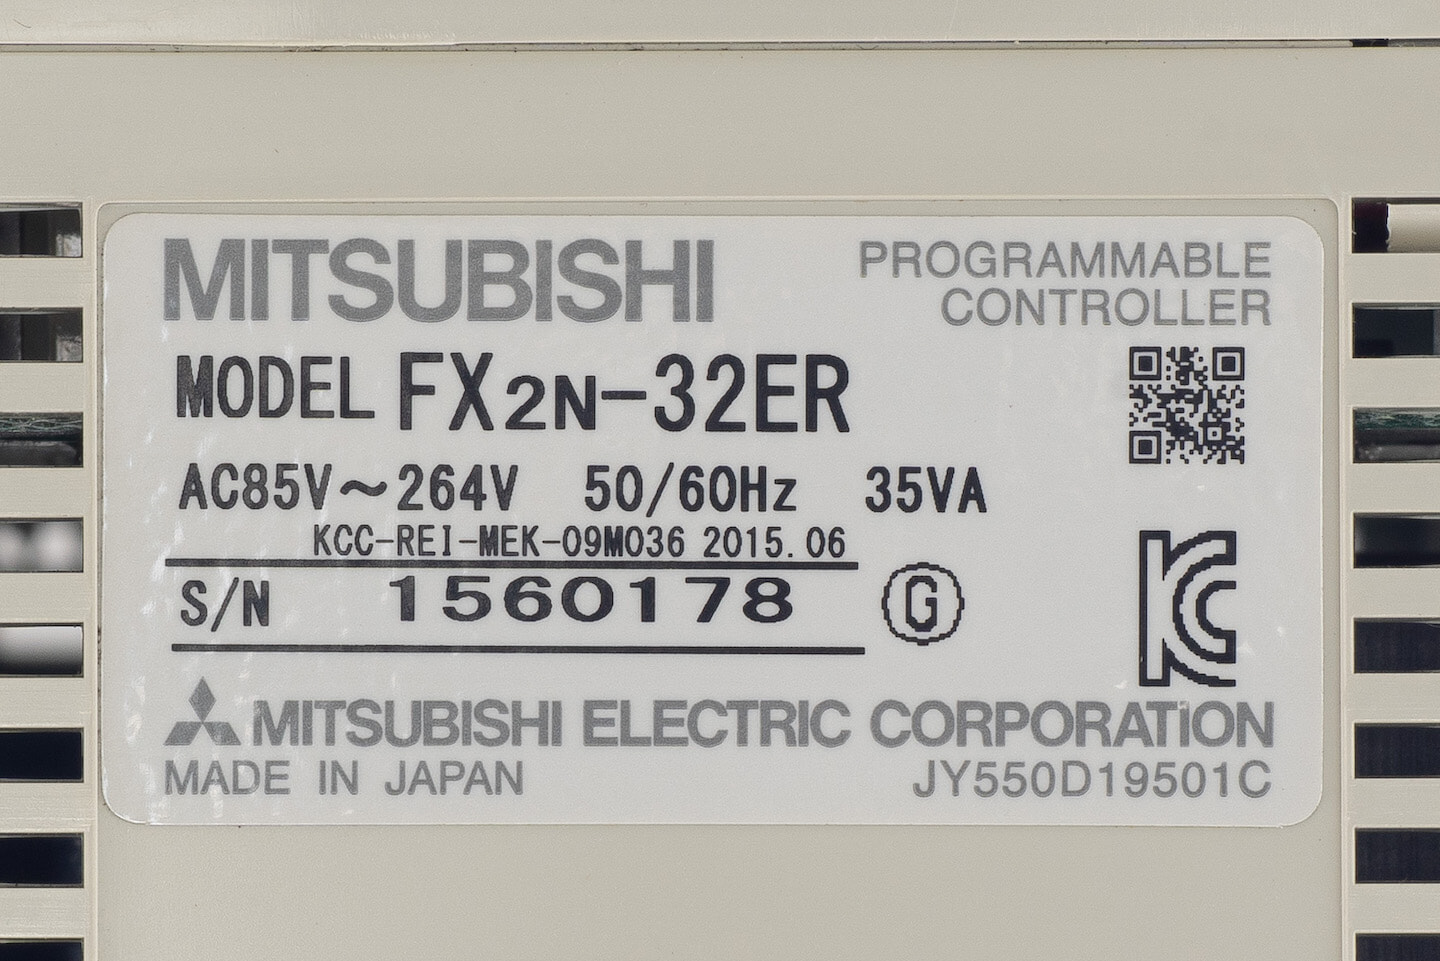 MITSUBISHI
PROGRAMMABLE
CONTROLLER
MODEL FX2N-32ER
AC85V~264V 50/60Hz 35VA
KCC-REI-MEK-09M036 2015.06
S/N 1560178
G
KC
MITSUBISHI ELECTRIC CORPORATION
MADE IN JAPAN JY550D19501C